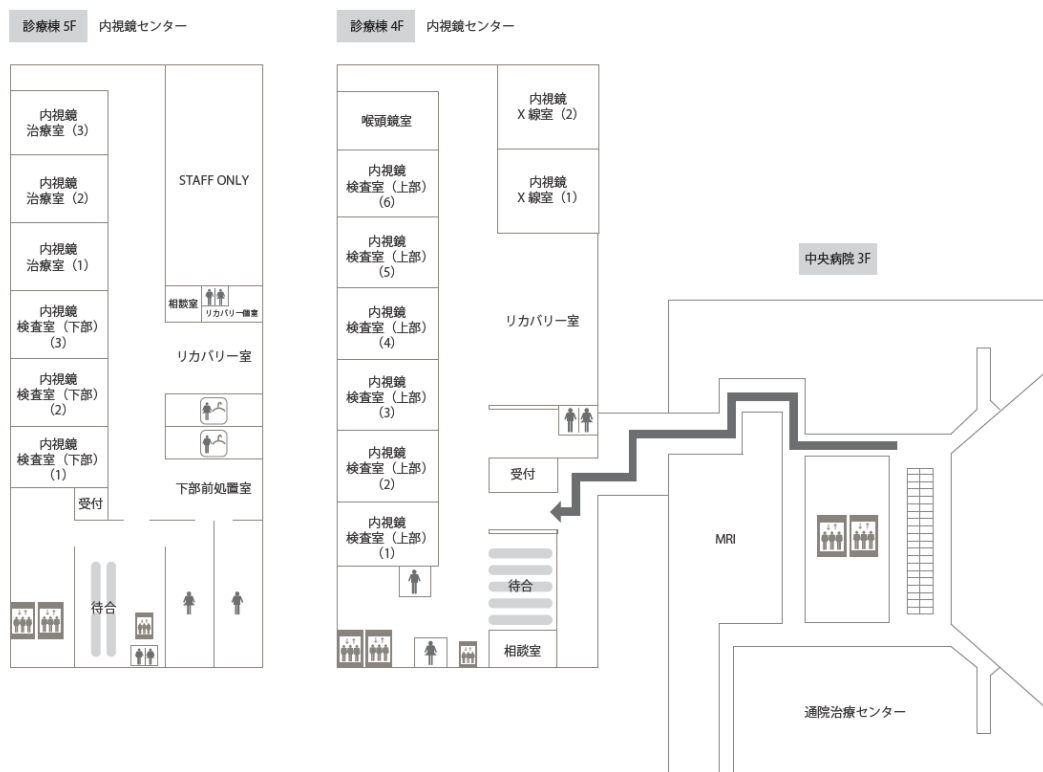 診療棟 5F 内視鏡センター
内視鏡
治療室（3）
内視鏡
治療室（2）
内視鏡
治療室（1）
内視鏡
検査室（下部）
（3）
内視鏡
検査室（下部）
（2）
内視鏡
検査室（下部）
（1）
受付
待合
STAFF ONLY
相談室
リカバリー個室
リカバリー室
下部前処置室
診療棟 4F 内視鏡センター
喉頭鏡室
内視鏡
検査室（上部）
（6）
内視鏡
検査室（上部）
（5）
内視鏡
検査室（上部）
（4）
内視鏡
検査室（上部）
（3）
内視鏡
検査室（上部）
（2）
内視鏡
検査室（上部）
（1）
内視鏡
X 線室（2）
内視鏡
X 線室（1）
リカバリー室
受付
待合
相談室
中央病院 3F
MRI
通院治療センター